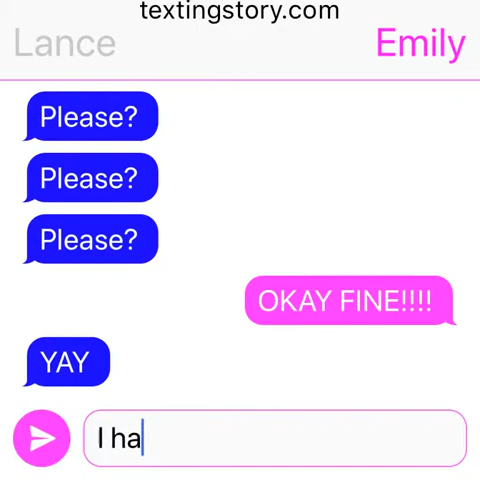 textingstory.com
Lance Emily
Please?
Please?
Please?
OKAY FINE!!!!
YAY
I ha